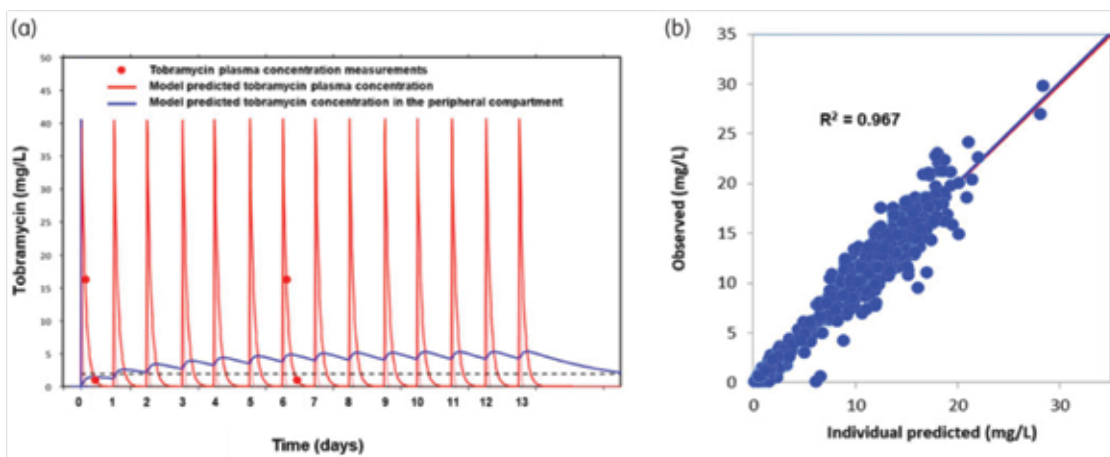 (a)
50
45
40
35
30
25
20
15
10
5
0
Tobramycin (mg/L)
Tobramycin plasma concentration measurements
Model predicted tobramycin plasma concentration
Model predicted tobramycin concentration in the peripheral compartment
0 1 2 3 4 5 6 7 8 9 10 11 12 13
Time (days)
(b)
35
30
25
20
15
10
5
0
Observed (mg/L)
R² = 0.967
0 10 20 30
Individual predicted (mg/L)